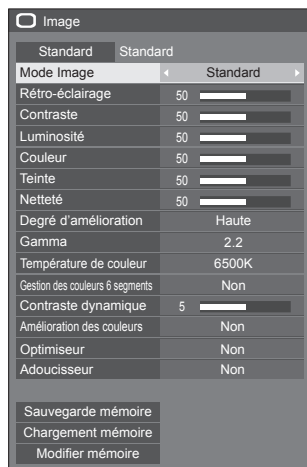 Image
Standard Standard
Mode Image Standard
Rétro-éclairage 50
Contraste 50
Luminosité 50
Couleur 50
Teinte 50
Netteté 50
Degré d’amélioration Haute
Gamma 2.2
Température de couleur 6500K
Gestion des couleurs 6 segments Non
Contraste dynamique 5
Amélioration des couleurs Non
Optimiseur Non
Adoucisseur Non
Sauvegarde mémoire
Chargement mémoire
Modifier mémoire